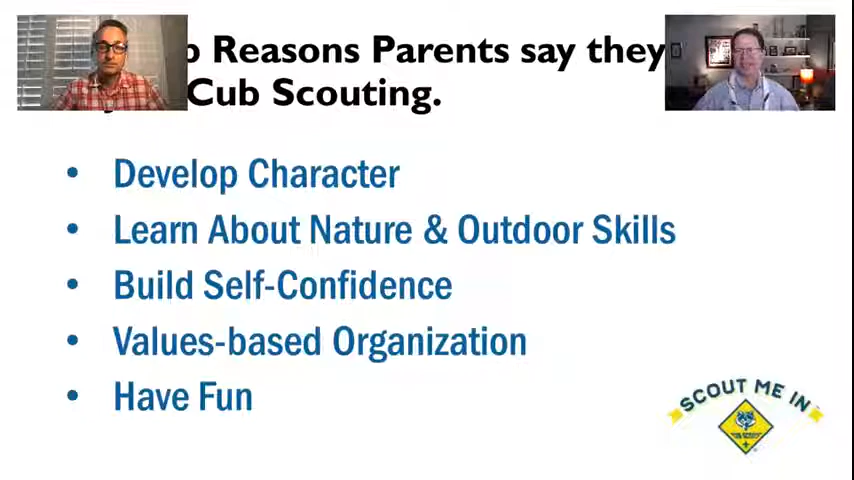 Reasons Parents say they
Cub Scouting.
• Develop Character
• Learn About Nature & Outdoor Skills
• Build Self-Confidence
• Values-based Organization
• Have Fun
SCOUT ME IN